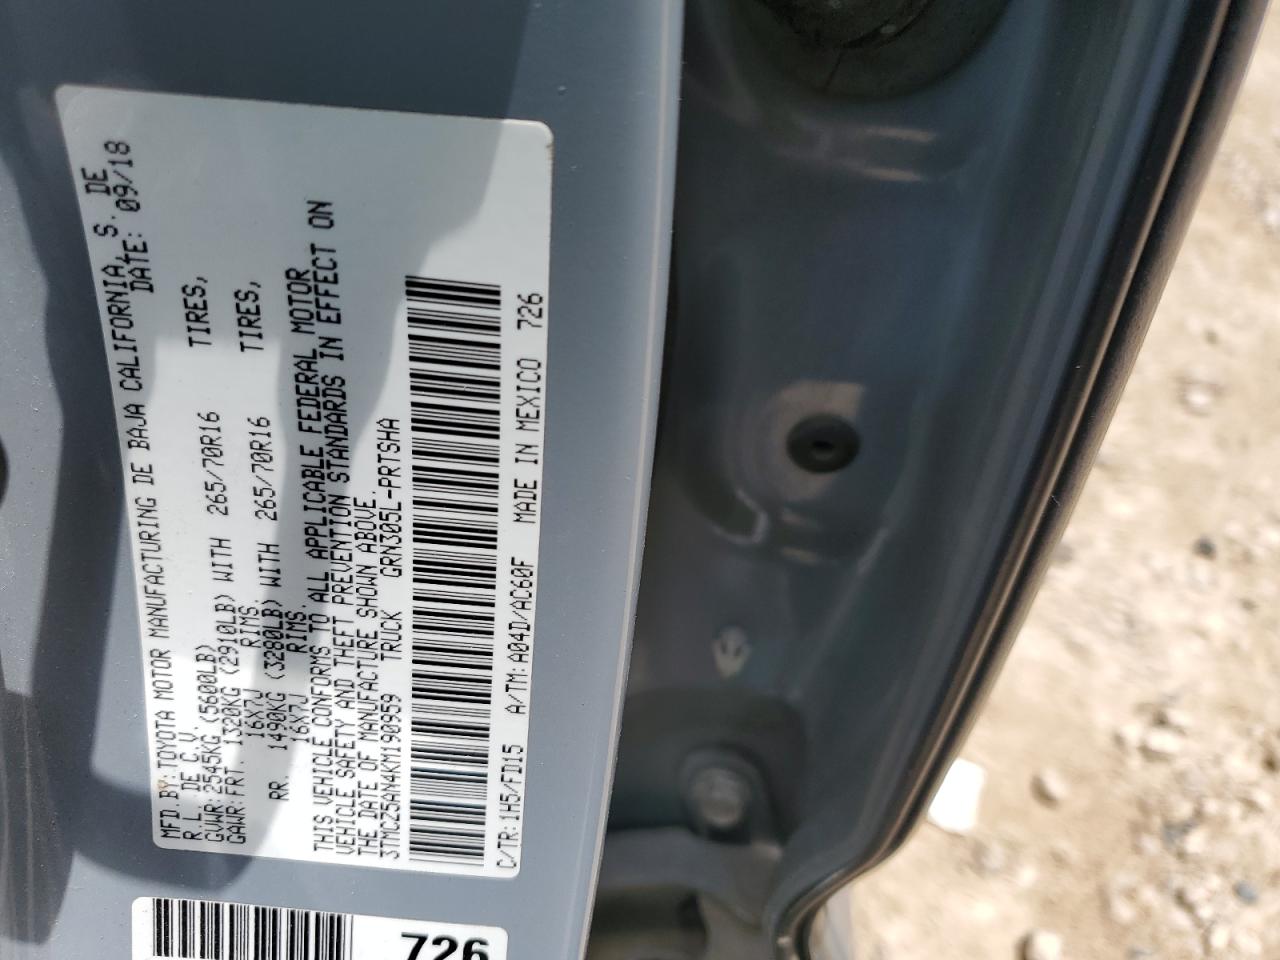 MFD.BY:TOYOTA MOTOR MANUFACTURING DE BAJA CALIFORNIA, S. DE
R.L. DE C.V. DATE: 09/18
GVWR:2545KG (5600LB)
GAWR:FRT. 1320KG (2910LB) WITH 265/70R16 TIRES,
16X7J RIMS.
RR. 1490KG (3280LB) WITH 265/70R16 TIRES,
16X7J RIMS.
THIS VEHICLE CONFORMS TO ALL APPLICABLE FEDERAL MOTOR
VEHICLE SAFETY AND THEFT PREVENTION STANDARDS IN EFFECT ON
THE DATE OF MANUFACTURE SHOWN ABOVE.
3TMCZ5AN4KM190959 TRUCK GRN305L-PRTSHA
C/TR:1H5/FD15 A/TM:A04D/AC60F MADE IN MEXICO 726
726